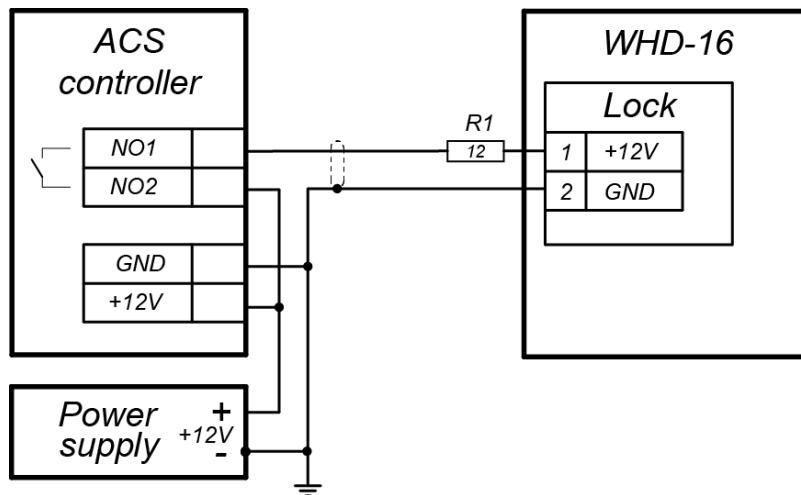 ACS
controller
NO1
NO2
GND
+12V
Power
supply
+
+12V
-
R1
12
WHD-16
Lock
1 +12V
2 GND